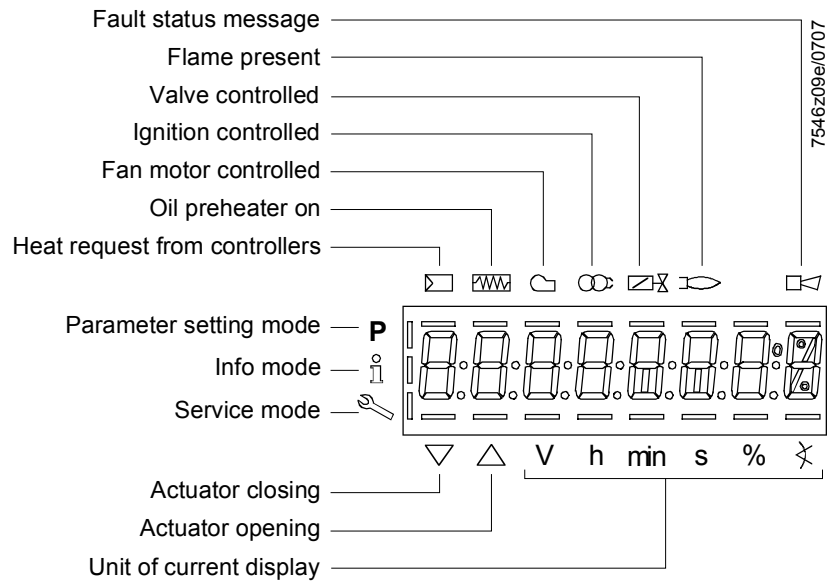 Fault status message
Flame present
Valve controlled
Ignition controlled
Fan motor controlled
Oil preheater on
Heat request from controllers
7546z09e/0707
Parameter setting mode P
Info mode i
Service mode
V h min s %
Actuator closing
Actuator opening
Unit of current display